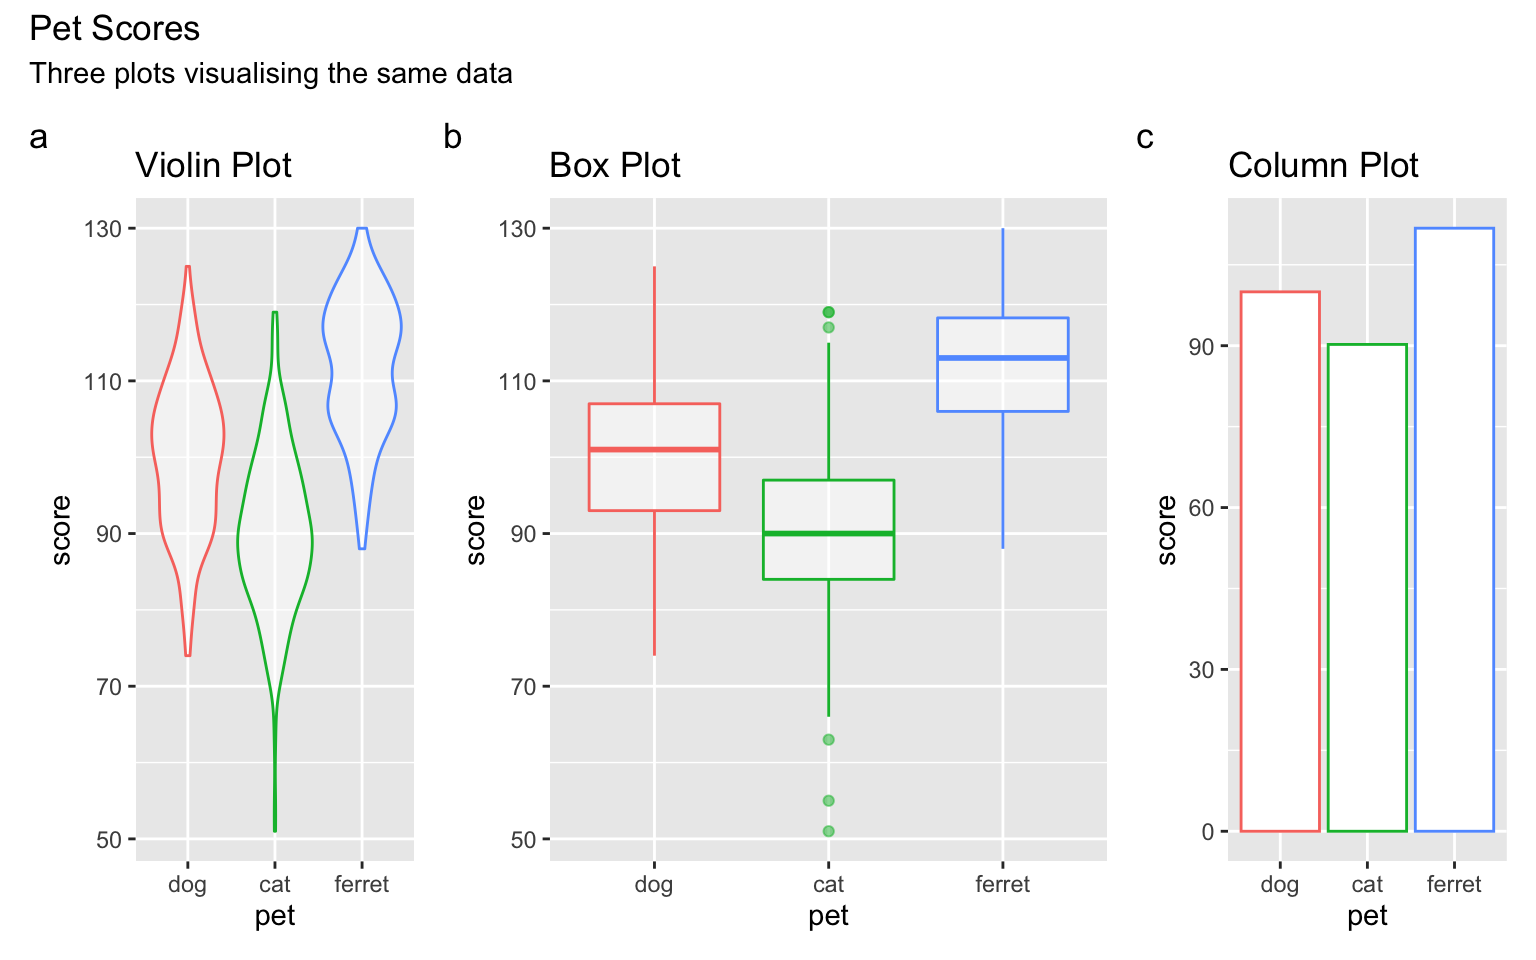 Pet Scores
Three plots visualising the same data
a
Violin Plot
130
110
90
70
50
score
dog cat ferret
pet
b
Box Plot
130
110
90
70
50
score
dog cat ferret
pet
c
Column Plot
90
60
30
0
score
dog cat ferret
pet